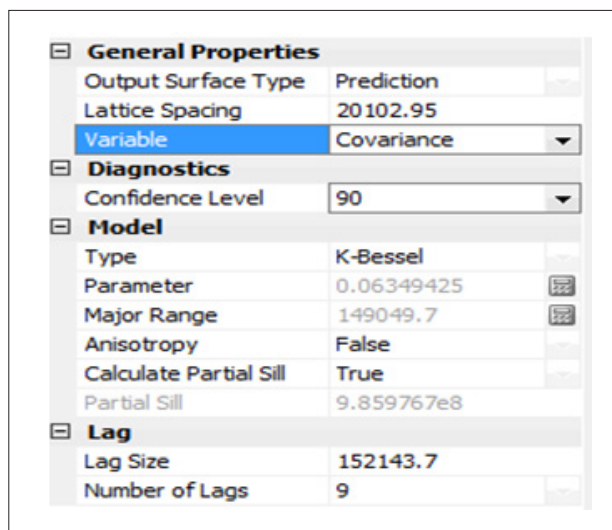 General Properties
Output Surface Type Prediction
Lattice Spacing 20102.95
Variable Covariance
Diagnostics
Confidence Level 90
Model
Type K-Bessel
Parameter 0.06349425
Major Range 149049.7
Anisotropy False
Calculate Partial Sill True
Partial Sill 9.859767e8
Lag
Lag Size 152143.7
Number of Lags 9